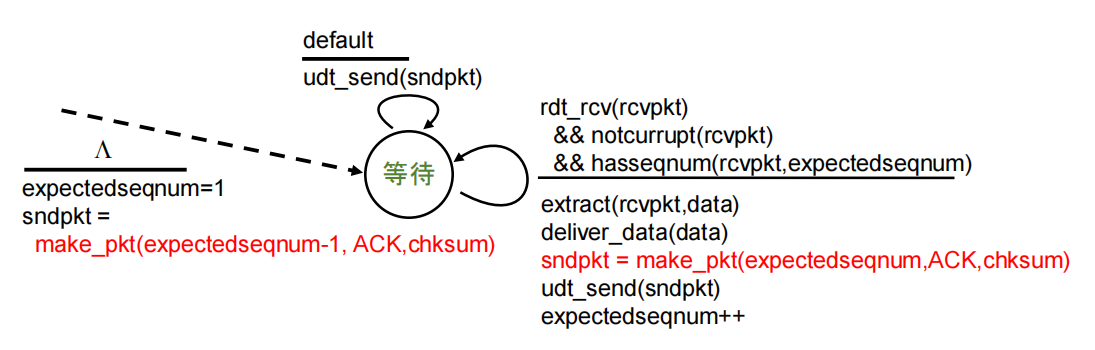 default
udt_send(sndpkt)
Λ
expectedseqnum=1
sndpkt =
make_pkt(expectedseqnum-1, ACK,chksum)
等待
rdt_rcv(rcvpkt)
&& notcurrupt(rcvpkt)
&& hasseqnum(rcvpkt,expectedseqnum)
extract(rcvpkt,data)
deliver_data(data)
sndpkt = make_pkt(expectedseqnum,ACK,chksum)
udt_send(sndpkt)
expectedseqnum++